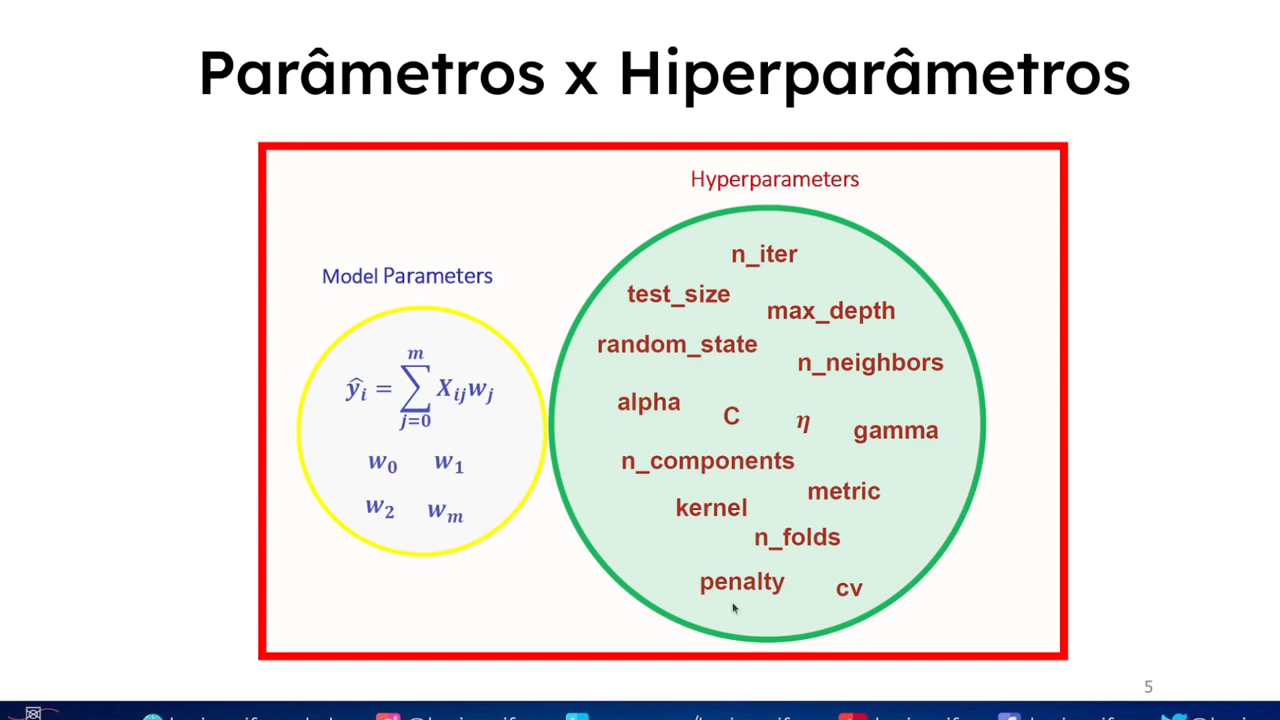 Parâmetros x Hiperparâmetros
Hyperparameters
Model Parameters
n_iter
test_size
max_depth
random_state
n_neighbors
ŷᵢ = ∑ⱼ₌₀ᵐ Xᵢⱼwⱼ
alpha
C
η
gamma
w₀ w₁
n_components
metric
w₂ wₘ
kernel
n_folds
penalty
cv
5